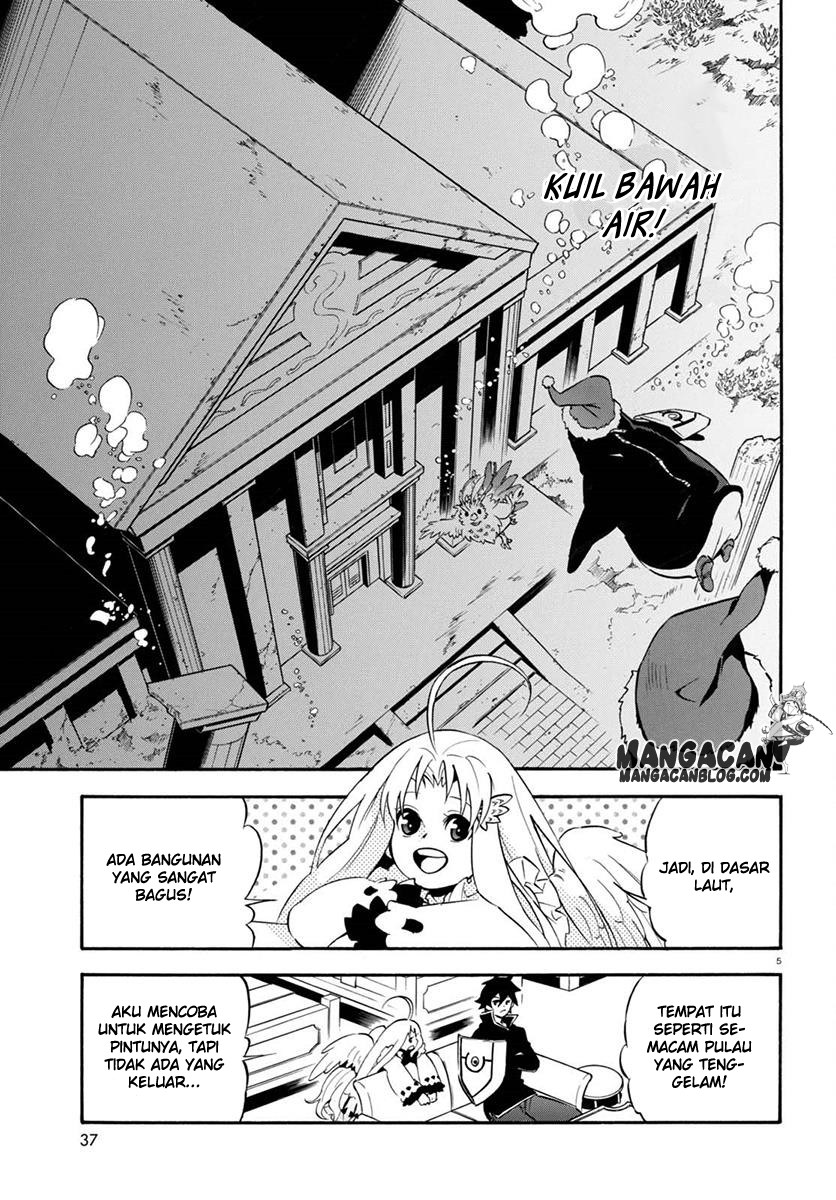 KUIL BAWAH
AIR!
MANGACAN
MANGACANBLOG.COM
JADI, DI DASAR
LAUT,
ADA BANGUNAN
YANG SANGAT
BAGUS!
5
TEMPAT ITU
SEPERTI SE-
MACAM PULAU
YANG TENG-
GELAM!
AKU MENCOBA
UNTUK MENGETUK
PINTUNYA, TAPI
TIDAK ADA YANG
KELUAR...
37